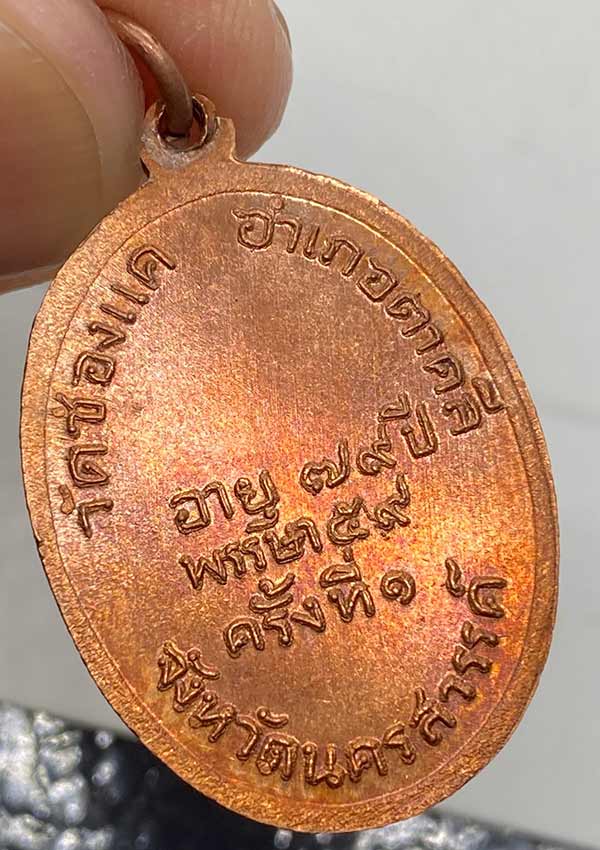 วัดช่องแค อำเภอตาคลี
อายุ ๗๙ปี
พรรษา ๕๙
ครั้งที่ ๑
จังหวัดนครสวรรค์